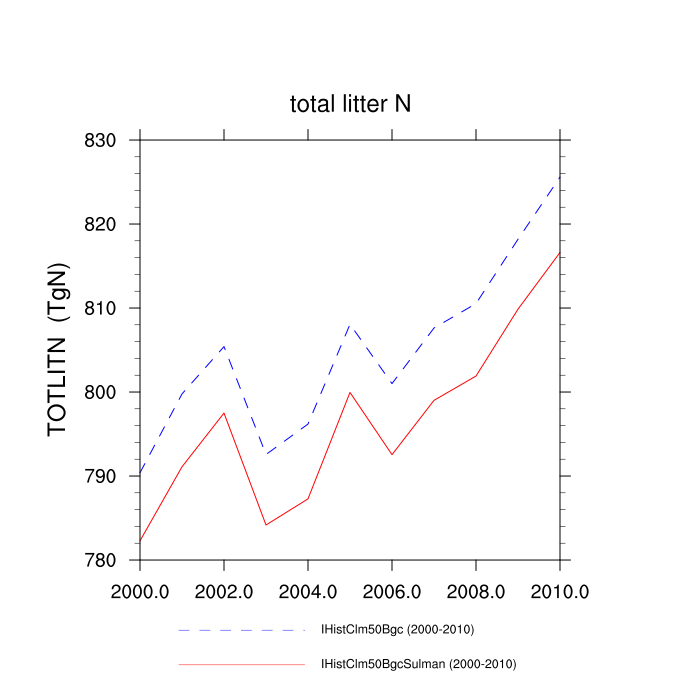 total litter N
TOTLITN (TgN)
830
820
810
800
790
780
2000.0 2002.0 2004.0 2006.0 2008.0 2010.0
IHistClm50Bgc (2000-2010)
IHistClm50BgcSulman (2000-2010)